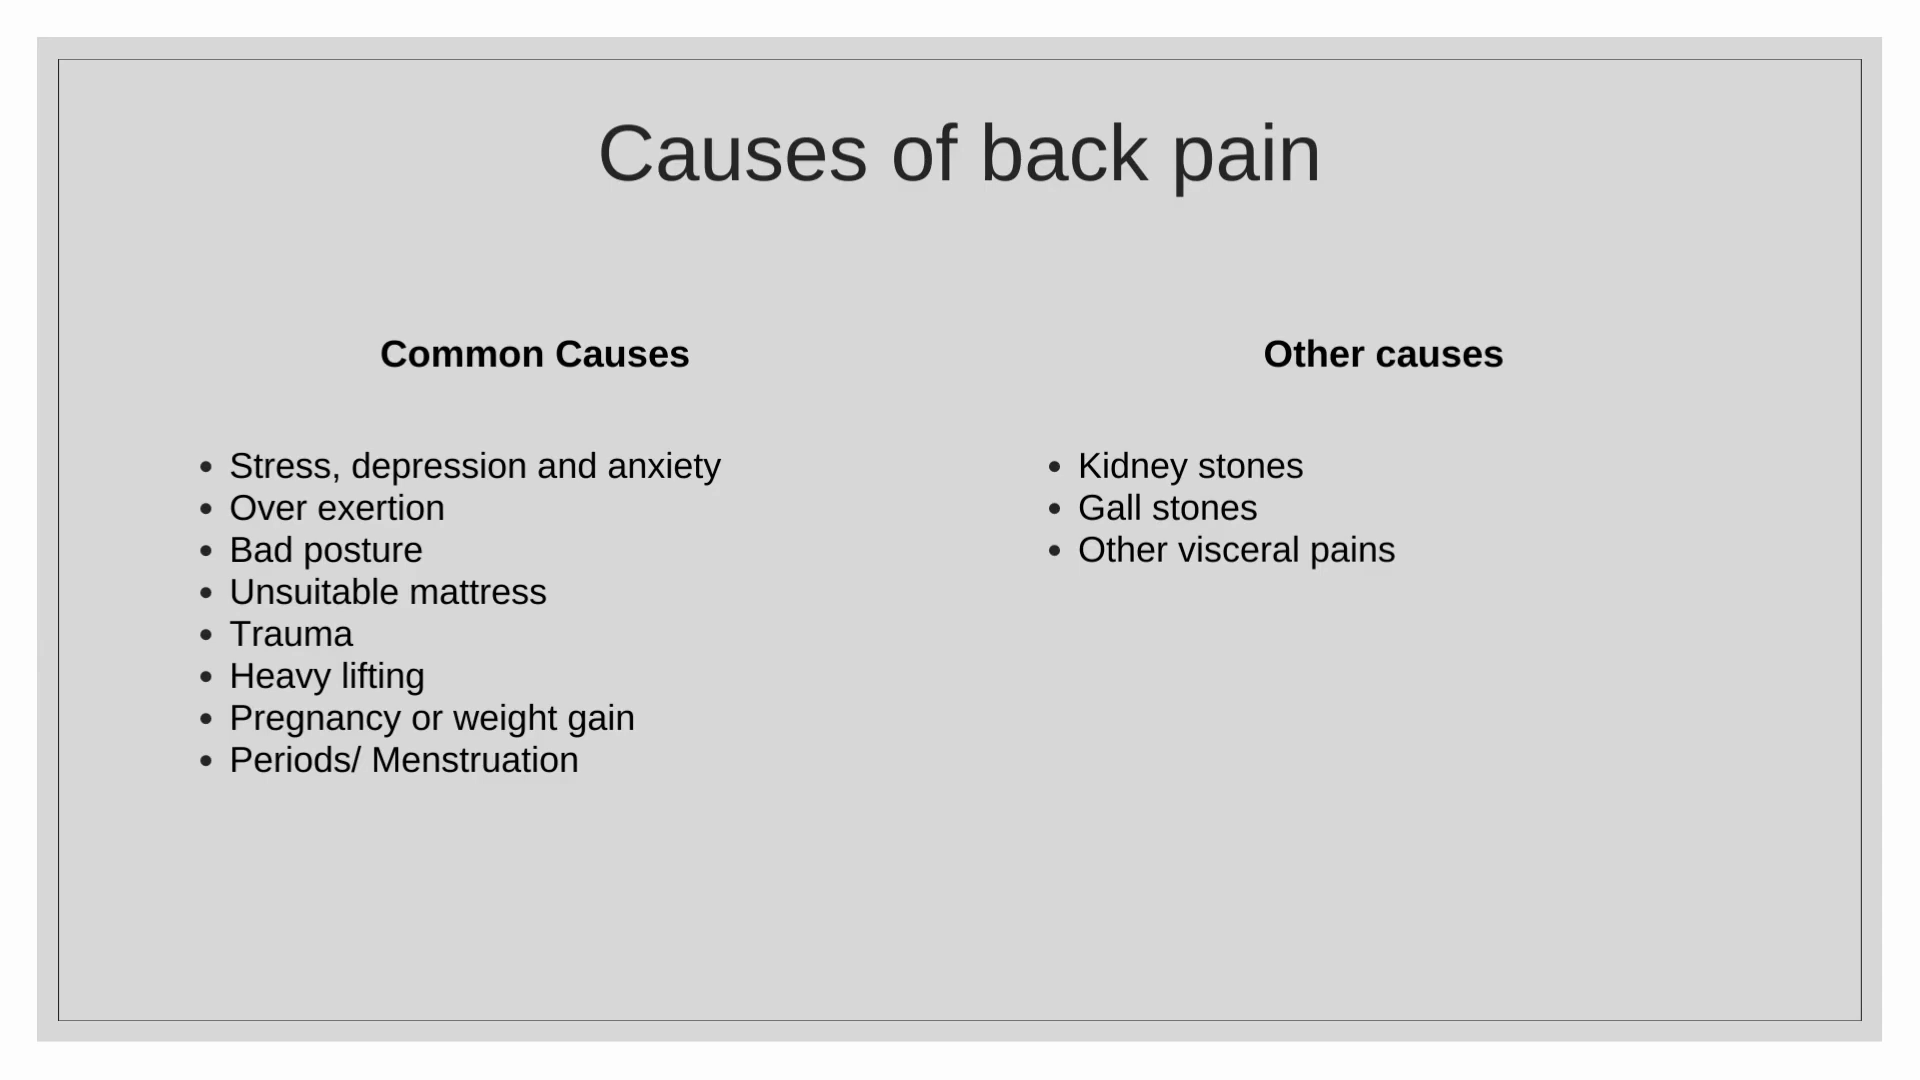 Causes of back pain
Common Causes
Stress, depression and anxiety
Over exertion
Bad posture
Unsuitable mattress
Trauma
Heavy lifting
Pregnancy or weight gain
Periods/ Menstruation
Other causes
Kidney stones
Gall stones
Other visceral pains